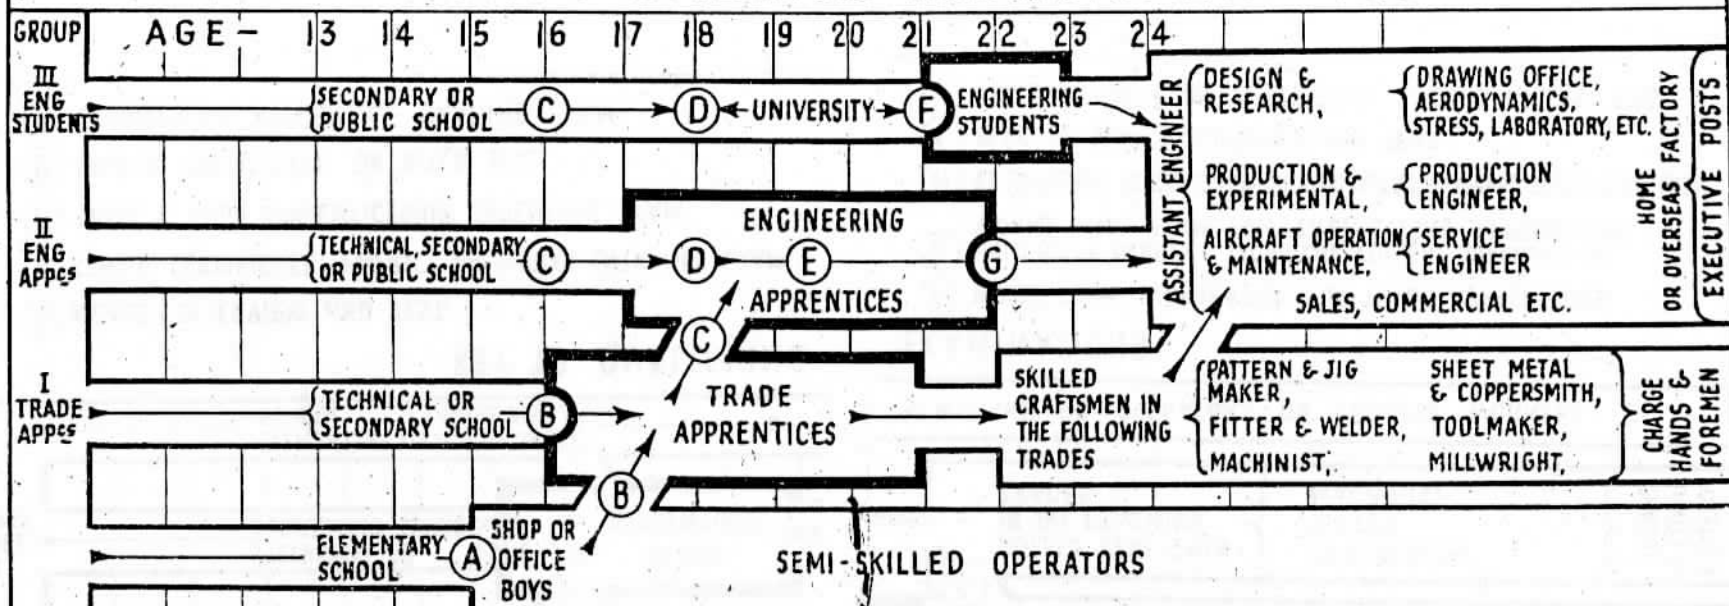 GROUP AGE- 13 14 15 16 17 18 19 20 21 22 23 24
III
ENG
STUDENTS
SECONDARY OR
PUBLIC SCHOOL
C
D
UNIVERSITY
F
ENGINEERING
STUDENTS
II
ENG
APPCS
TECHNICAL, SECONDARY
OR PUBLIC SCHOOL
C
D
E
ENGINEERING
APPRENTICES
G
C
I
TRADE
APPCS
TECHNICAL OR
SECONDARY SCHOOL
B
TRADE
APPRENTICES
B
ELEMENTARY
SCHOOL
A
SHOP OR
OFFICE
BOYS
SEMI-SKILLED OPERATORS
ASSISTANT ENGINEER
DESIGN &
RESEARCH,
DRAWING OFFICE,
AERODYNAMICS,
STRESS, LABORATORY, ETC.
PRODUCTION &
EXPERIMENTAL,
PRODUCTION
ENGINEER,
AIRCRAFT OPERATION
& MAINTENANCE,
SERVICE
ENGINEER
SALES, COMMERCIAL ETC.
HOME
OR OVERSEAS FACTORY
EXECUTIVE POSTS
SKILLED
CRAFTSMEN IN
THE FOLLOWING
TRADES
PATTERN & JIG
MAKER,
FITTER & WELDER,
MACHINIST,
SHEET METAL
& COPPERSMITH,
TOOLMAKER,
MILLWRIGHT,
CHARGE
HANDS &
FOREMEN